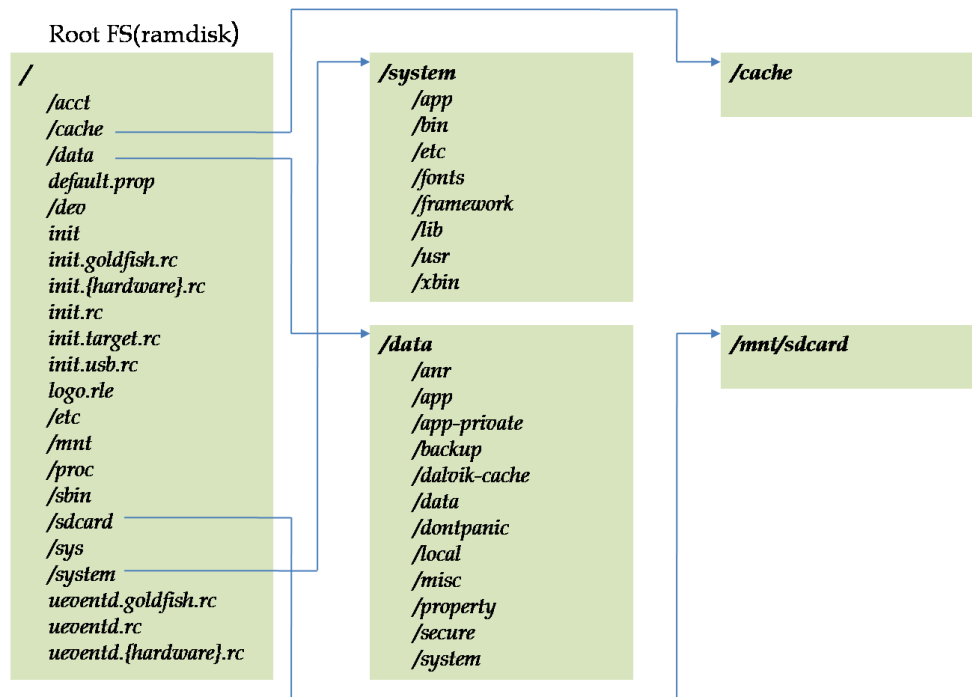 Root FS(ramdisk)
/
/acct
/cache
/data
default.prop
/dev
init
init.goldfish.rc
init.{hardware}.rc
init.rc
init.target.rc
init.usb.rc
logo.rle
/etc
/mnt
/proc
/sbin
/sdcard
/sys
/system
ueventd.goldfish.rc
ueventd.rc
ueventd.{hardware}.rc
/system
/app
/bin
/etc
/fonts
/framework
/lib
/usr
/xbin
/data
/anr
/app
/app-private
/backup
/dalvik-cache
/data
/dontpanic
/local
/misc
/property
/secure
/system
/cache
/mnt/sdcard